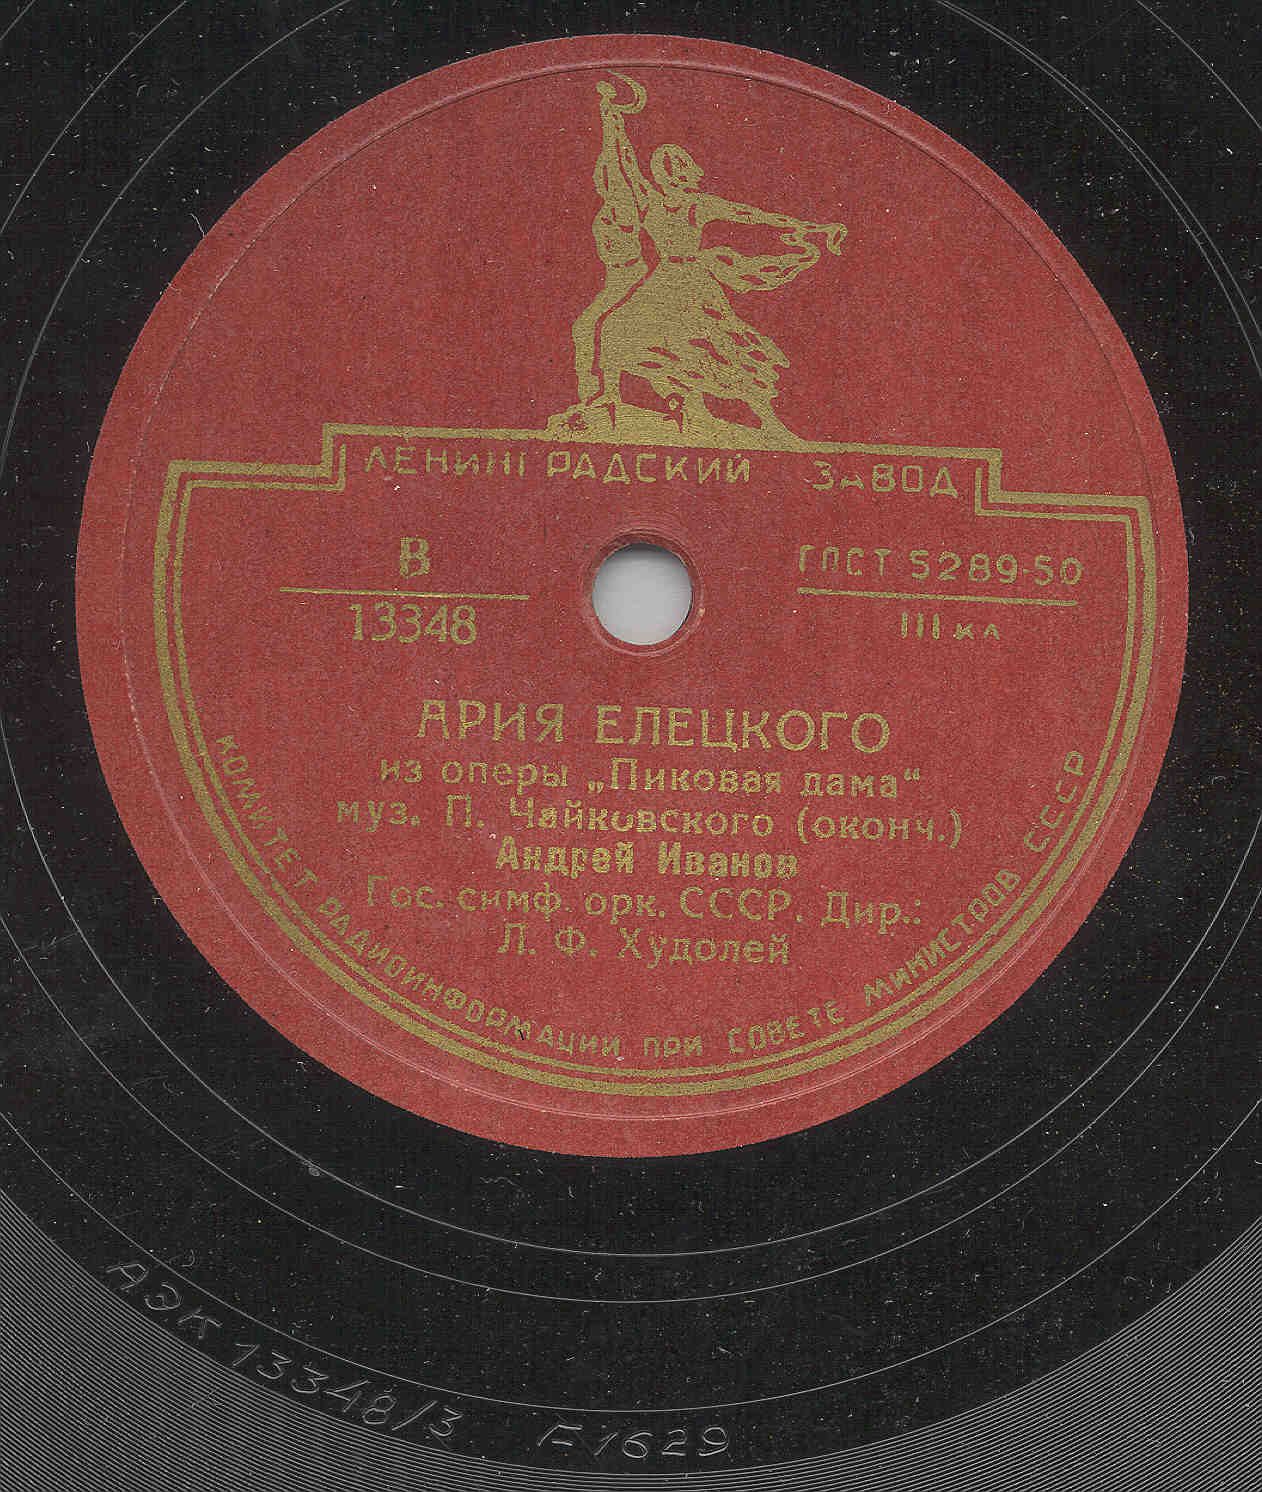 ЛЕНИНГРАДСКИЙ ЗАВОД
В
13348
ГОСТ 5289-50
III кл
АРИЯ ЕЛЕЦКОГО
из оперы „Пиковая дама“
муз. П. Чайковского (оконч.)
Андрей Иванов
Гос. симф. орк. СССР. Дир.:
Л. Ф. Худолей
КОМИТЕТ РАДИОИНФОРМАЦИИ ПРИ СОВЕТЕ МИНИСТРОВ СССР
АЭК 13348/3 Г1629